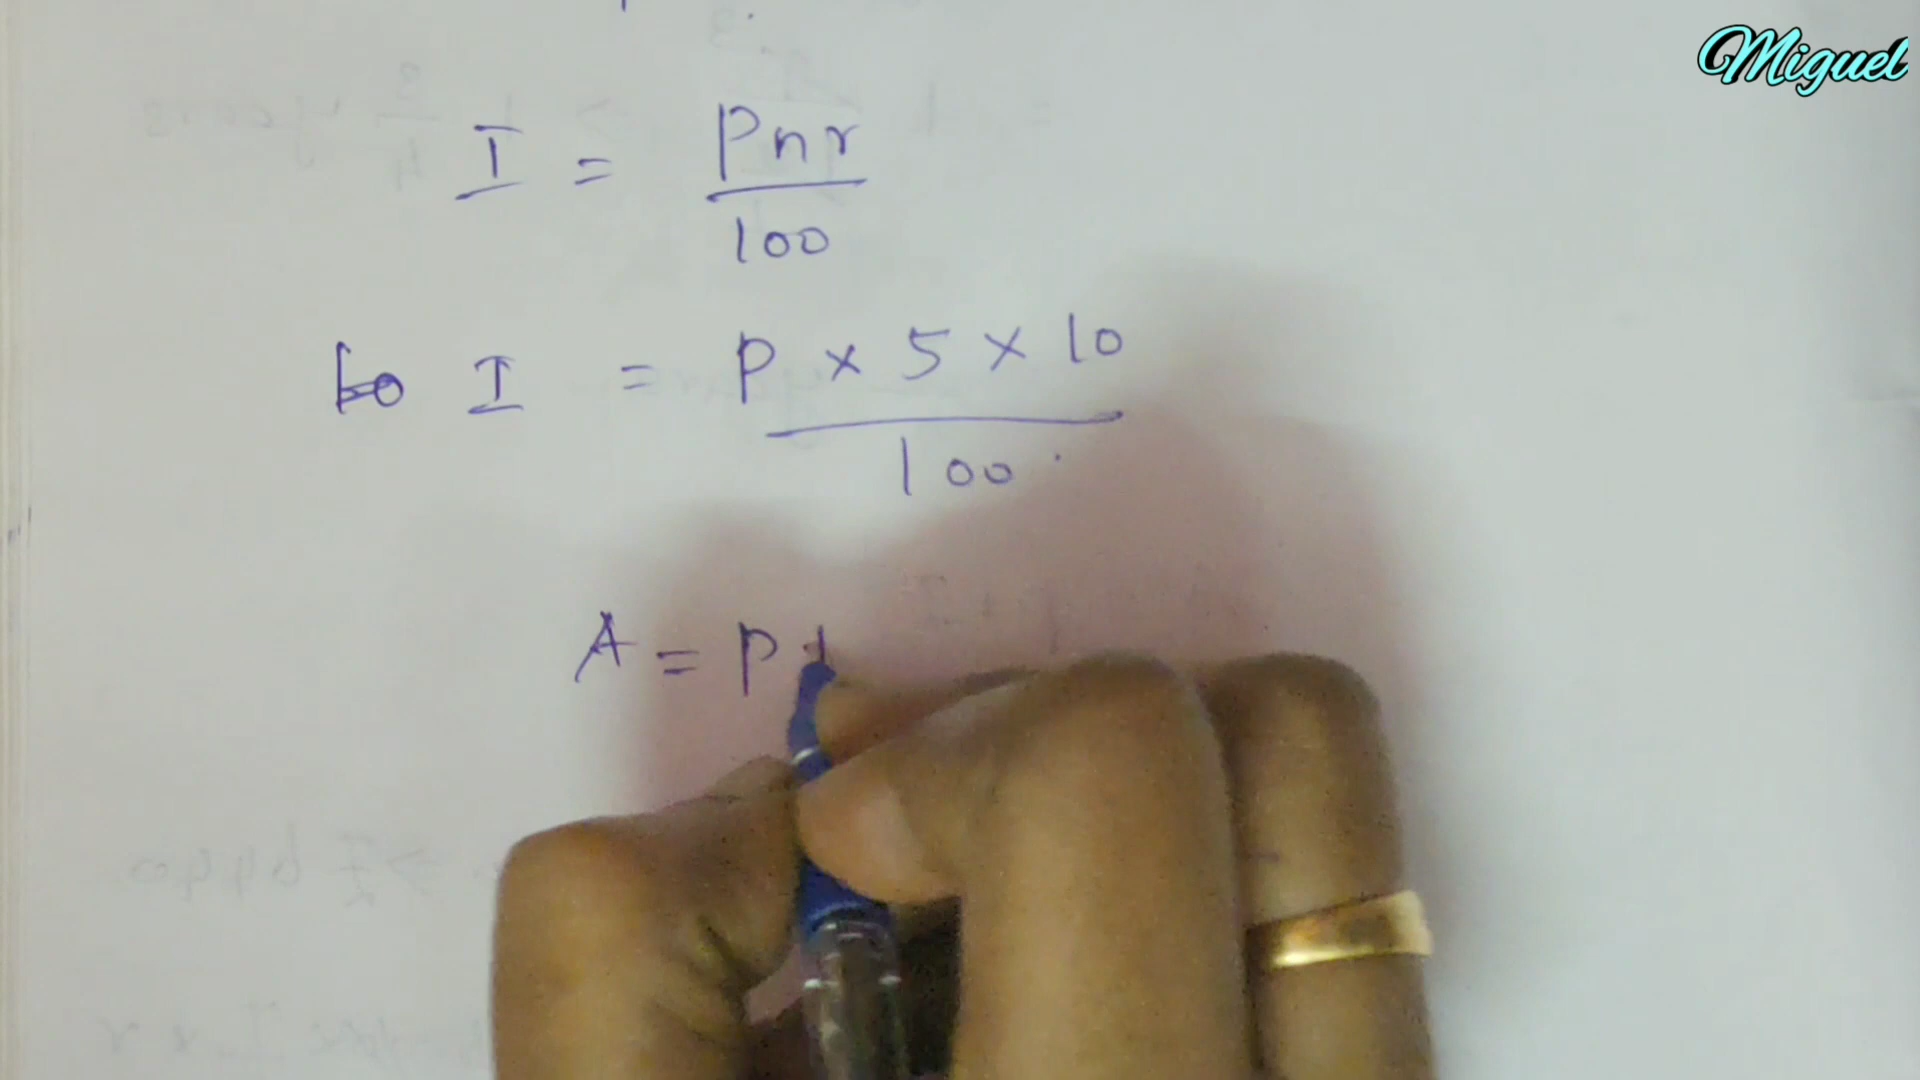 Miguel
I = Pnr
100
I = P × 5 × 10
100
A = P +